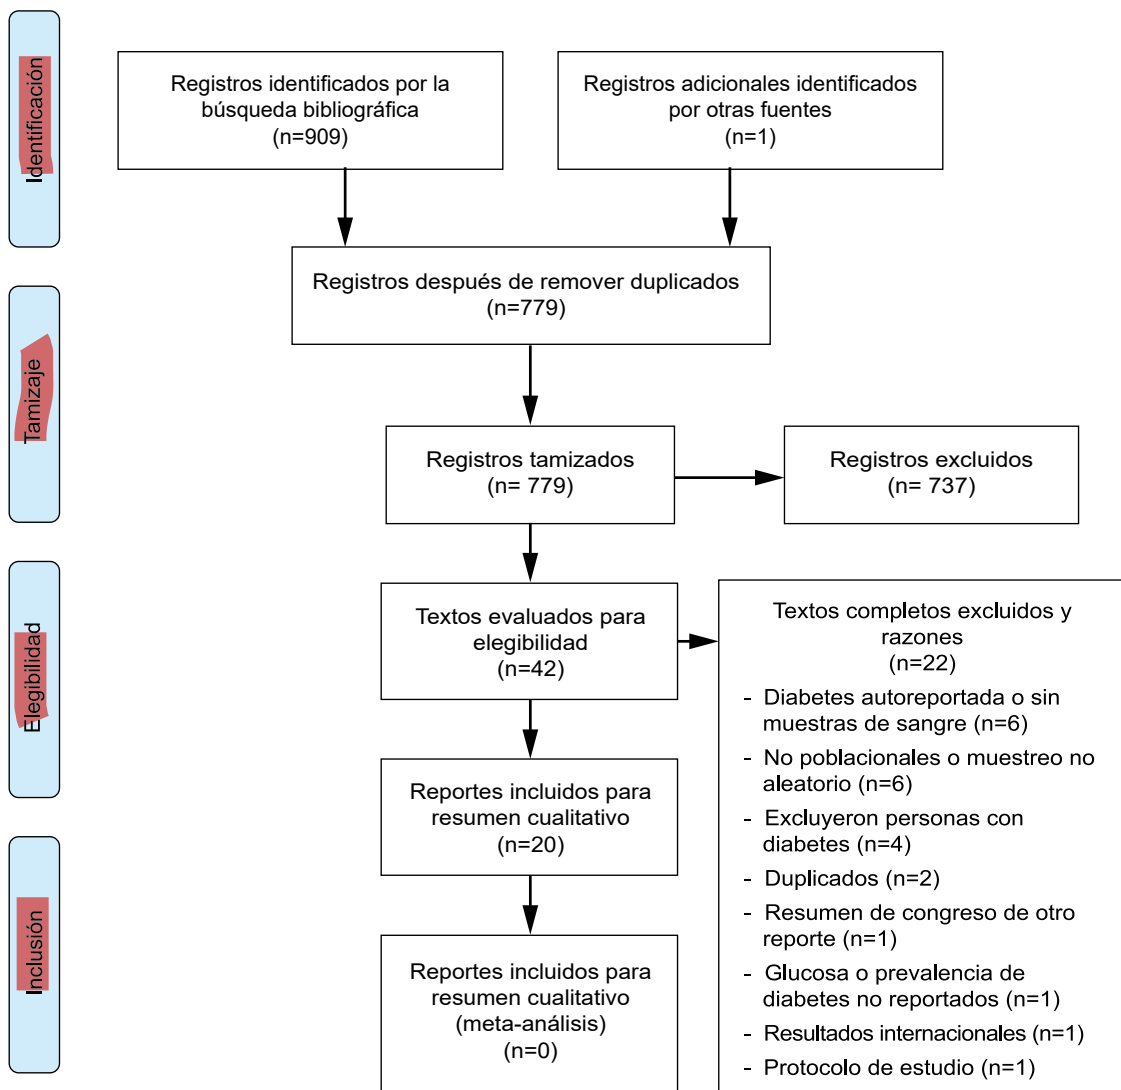 Identificación
Registros identificados por la
búsqueda bibliográfica
(n=909)
Registros adicionales identificados
por otras fuentes
(n=1)
Registros después de remover duplicados
(n=779)
Tamizaje
Registros tamizados
(n= 779)
Registros excluidos
(n= 737)
Elegibilidad
Textos evaluados para
elegibilidad
(n=42)
Textos completos excluidos y
razones
(n=22)
- Diabetes autoreportada o sin
muestras de sangre (n=6)
- No poblacionales o muestreo no
aleatorio (n=6)
- Excluyeron personas con
diabetes (n=4)
- Duplicados (n=2)
- Resumen de congreso de otro
reporte (n=1)
- Glucosa o prevalencia de
diabetes no reportados (n=1)
- Resultados internacionales (n=1)
- Protocolo de estudio (n=1)
Reportes incluidos para
resumen cualitativo
(n=20)
Inclusión
Reportes incluidos para
resumen cualitativo
(meta-análisis)
(n=0)